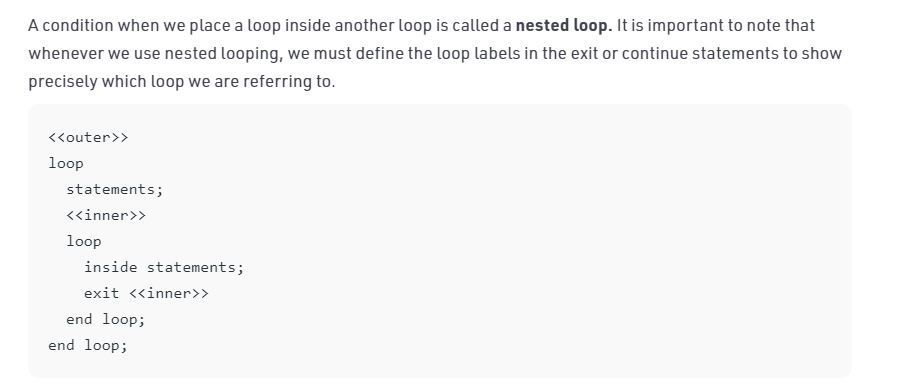 A condition when we place a loop inside another loop is called a nested loop. It is important to note that
whenever we use nested looping, we must define the loop labels in the exit or continue statements to show
precisely which loop we are referring to.
<<outer>>
loop
  statements;
  <<inner>>
  loop
    inside statements;
    exit <<inner>>
  end loop;
end loop;